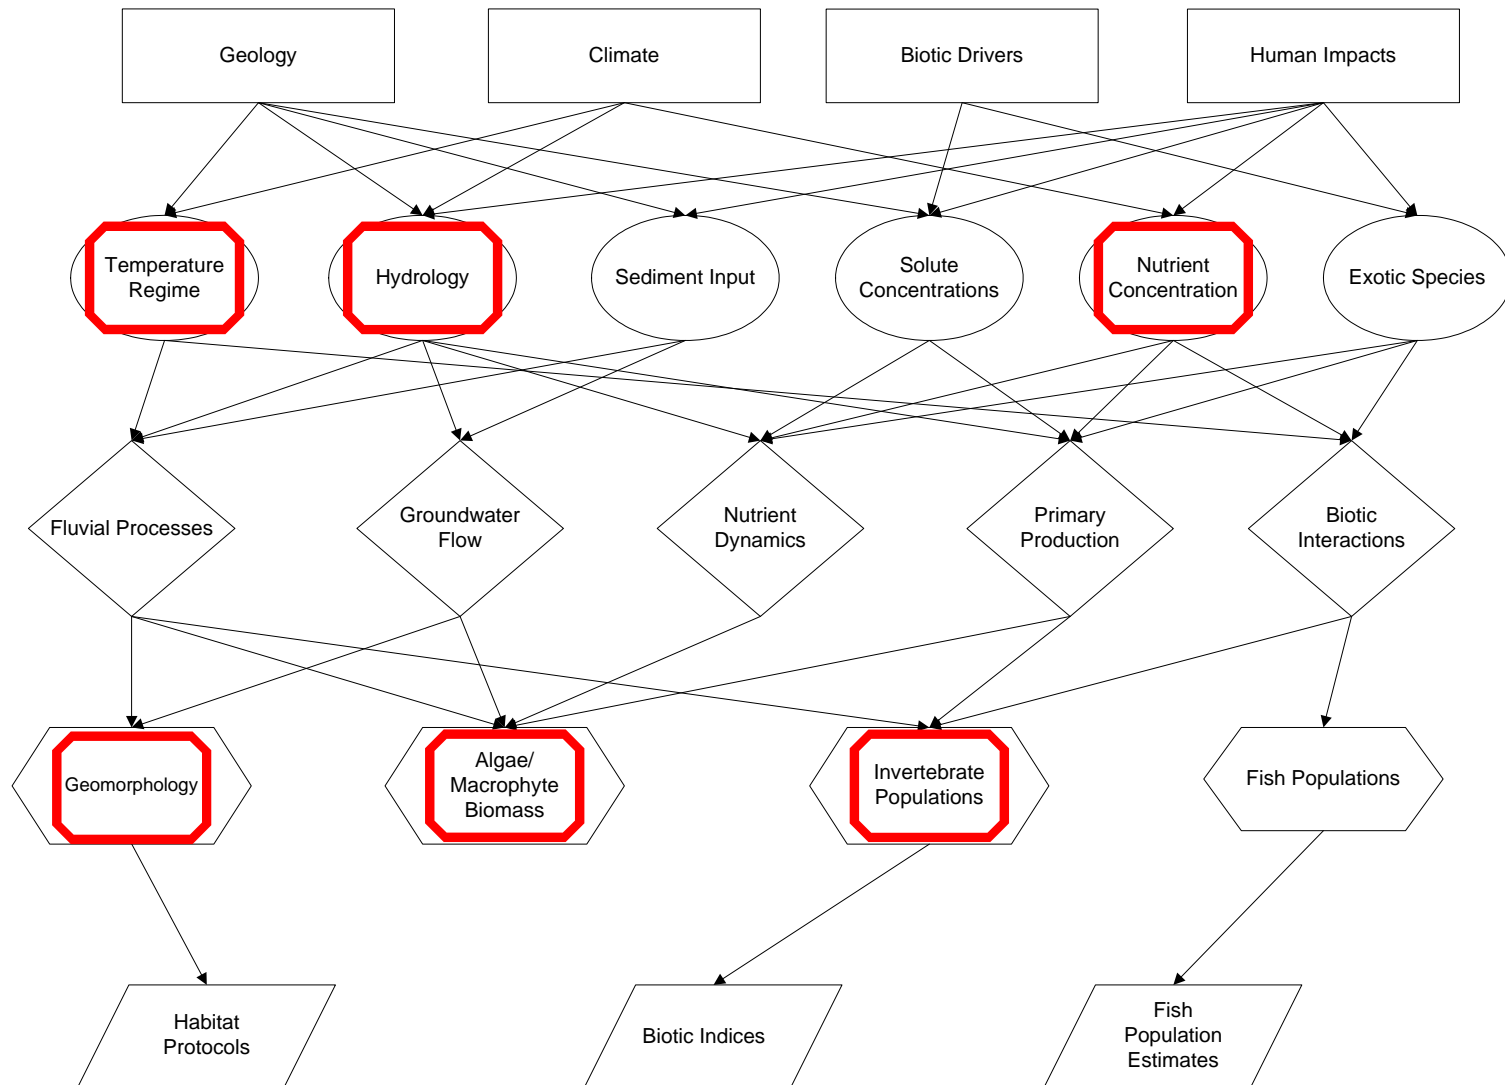 Geology
Climate
Biotic Drivers
Human Impacts
Temperature
Regime
Hydrology
Sediment Input
Solute
Concentrations
Nutrient
Concentration
Exotic Species
Fluvial Processes
Groundwater
Flow
Nutrient
Dynamics
Primary
Production
Biotic
Interactions
Geomorphology
Algae/
Macrophyte
Biomass
Invertebrate
Populations
Fish Populations
Habitat
Protocols
Biotic Indices
Fish
Population
Estimates